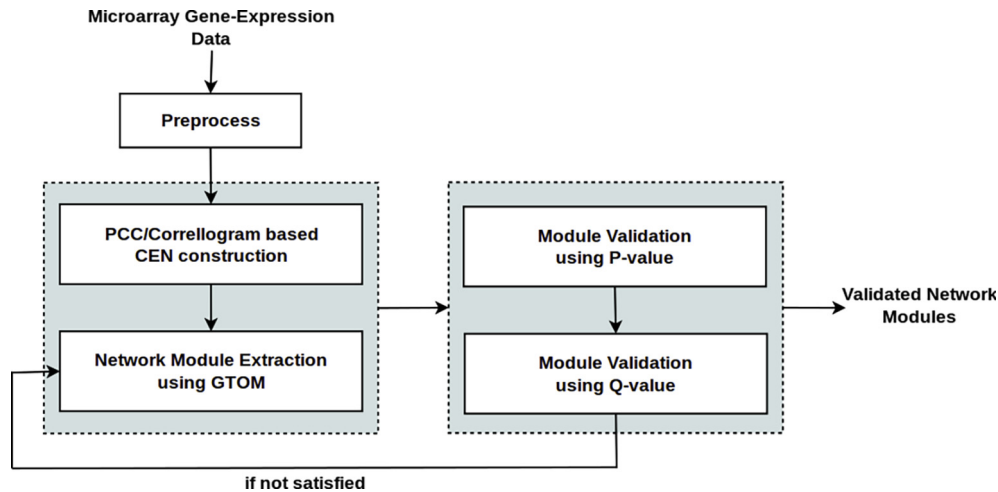 Microarray Gene-Expression
Data
Preprocess
PCC/Correllogram based
CEN construction
Network Module Extraction
using GTOM
Module Validation
using P-value
Module Validation
using Q-value
Validated Network
Modules
if not satisfied